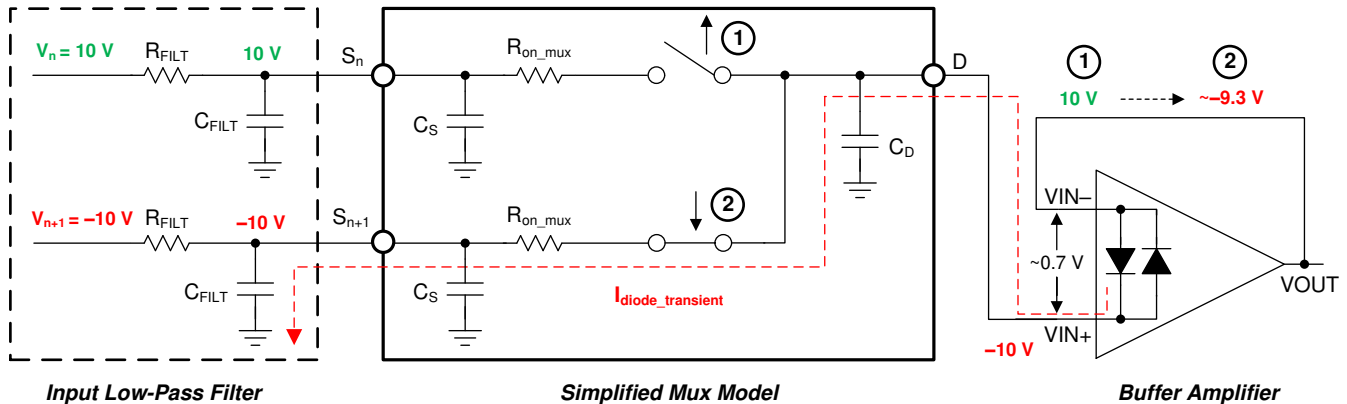 Vn = 10 V
RFILT
10 V
Sn
Ron_mux
1
D
1
2
10 V
~–9.3 V
CFILT
CS
CD
Vn+1 = –10 V
RFILT
–10 V
Sn+1
Ron_mux
2
VIN–
~0.7 V
VOUT
CFILT
CS
Idiode_transient
VIN+
–10 V
Input Low-Pass Filter
Simplified Mux Model
Buffer Amplifier